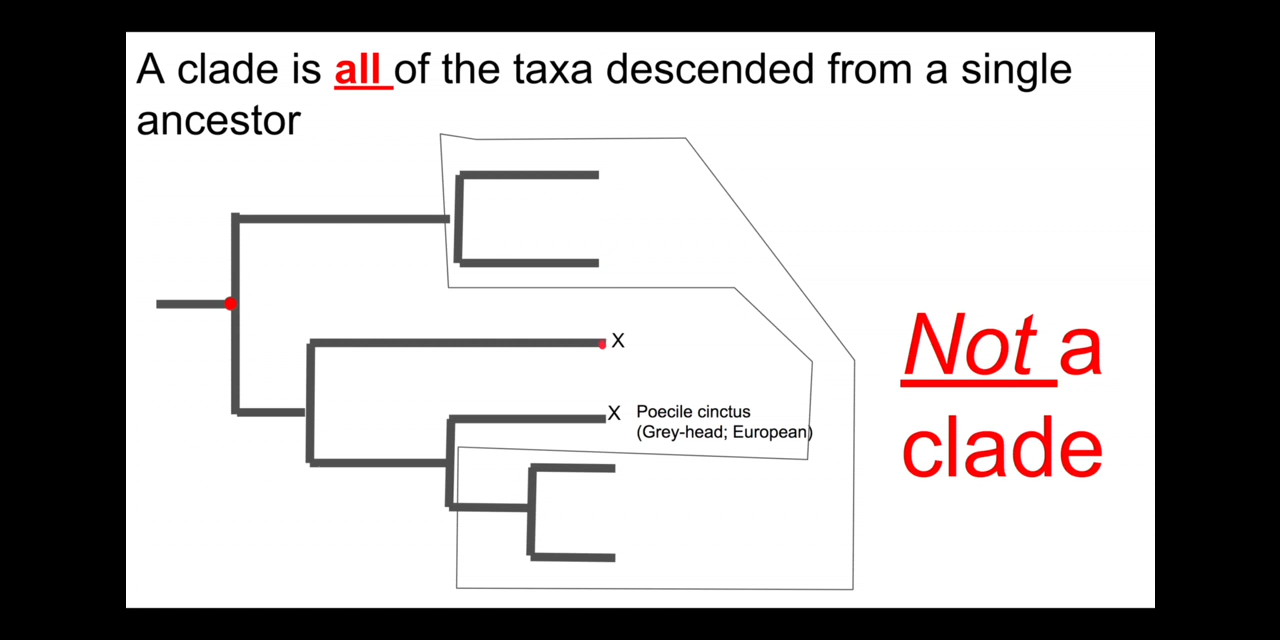 A clade is all of the taxa descended from a single
ancestor
X
X Poecile cinctus
(Grey-head; European)
Not a
clade